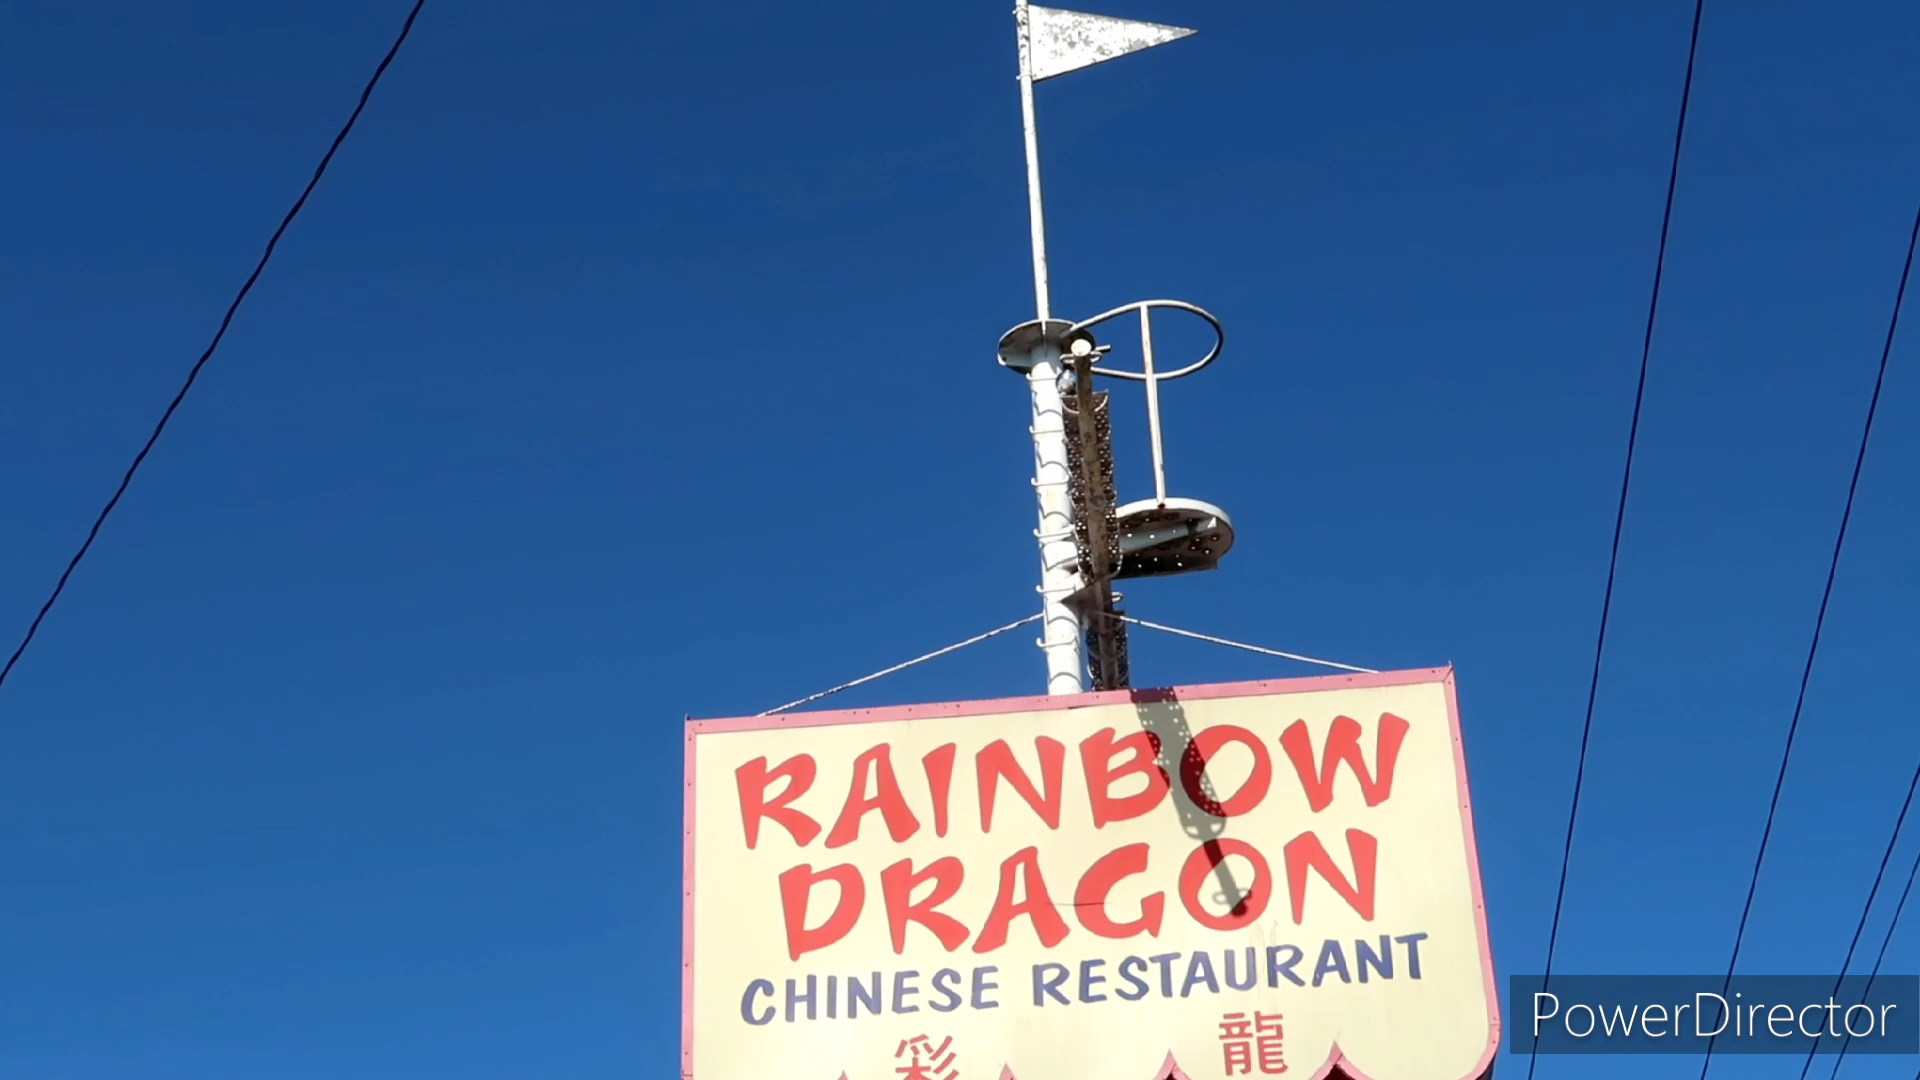 RAINBOW
DRAGON
CHINESE RESTAURANT
彩 龍
PowerDirector